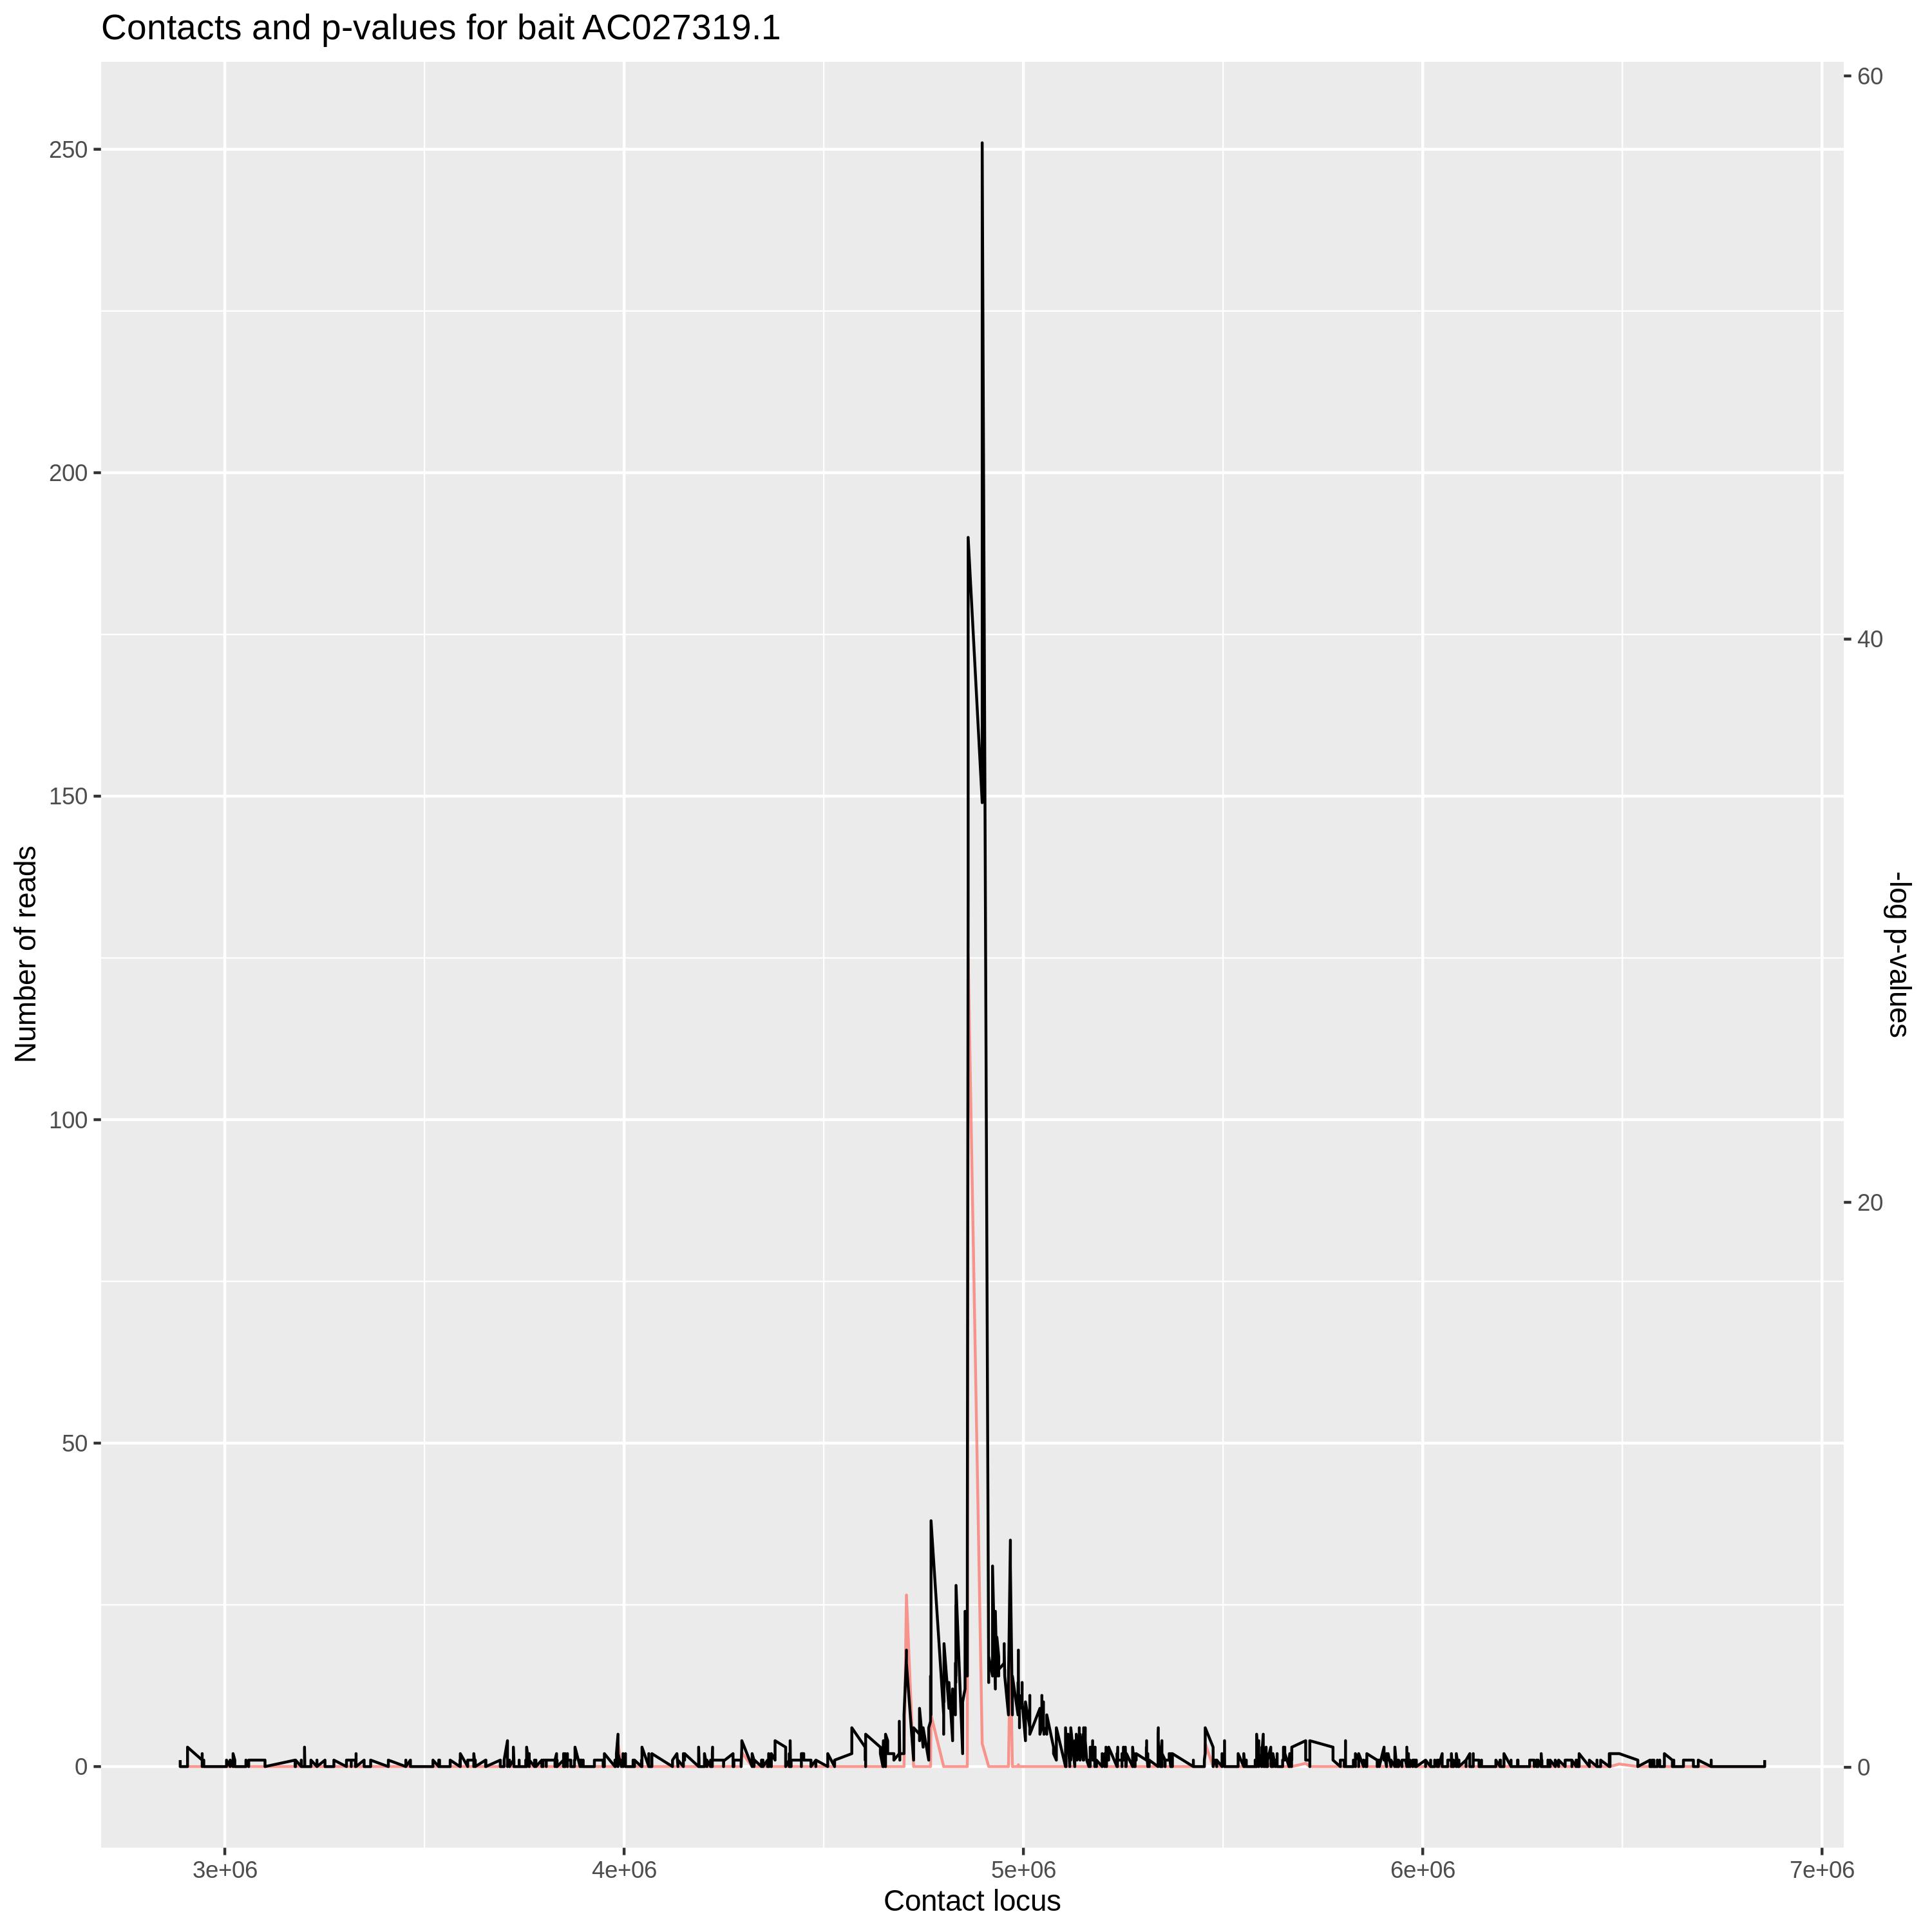 Contacts and p-values for bait AC027319.1
60
250
200
40
150
Number of reads
-log p-values
100
20
50
0
0
3e+06 4e+06 5e+06 6e+06 7e+06
Contact locus